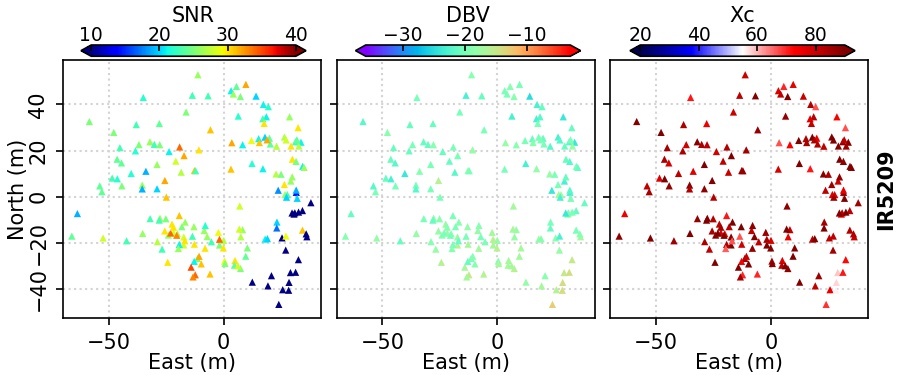 SNR
DBV
Xc
10 20 30 40
−30 −20 −10
20 40 60 80
North (m)
40
20
0
−20
−40
−50 0
−50 0
−50 0
East (m)
East (m)
East (m)
IR5209